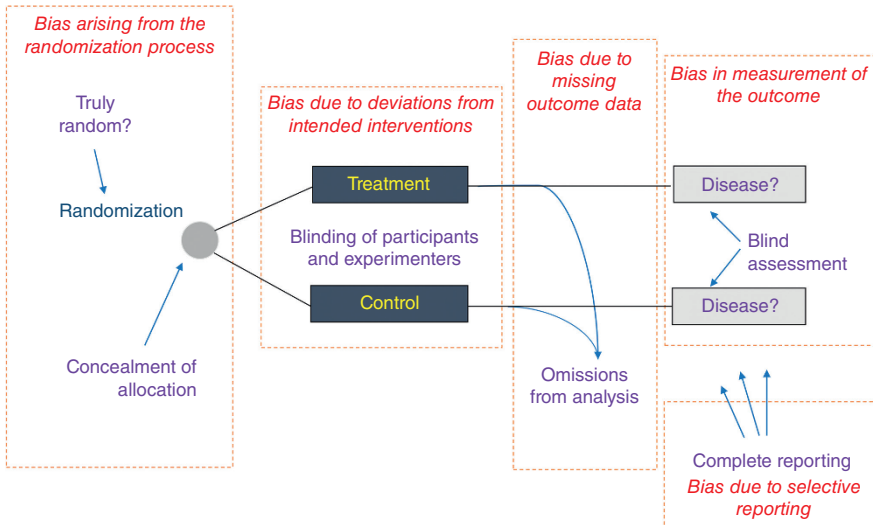 Bias arising from the
randomization process
Truly
random?
Randomization
Concealment of
allocation
Bias due to deviations from
intended interventions
Treatment
Blinding of participants
and experimenters
Control
Bias due to
missing
outcome data
Omissions
from analysis
Bias in measurement of
the outcome
Disease?
Blind
assessment
Disease?
Complete reporting
Bias due to selective
reporting